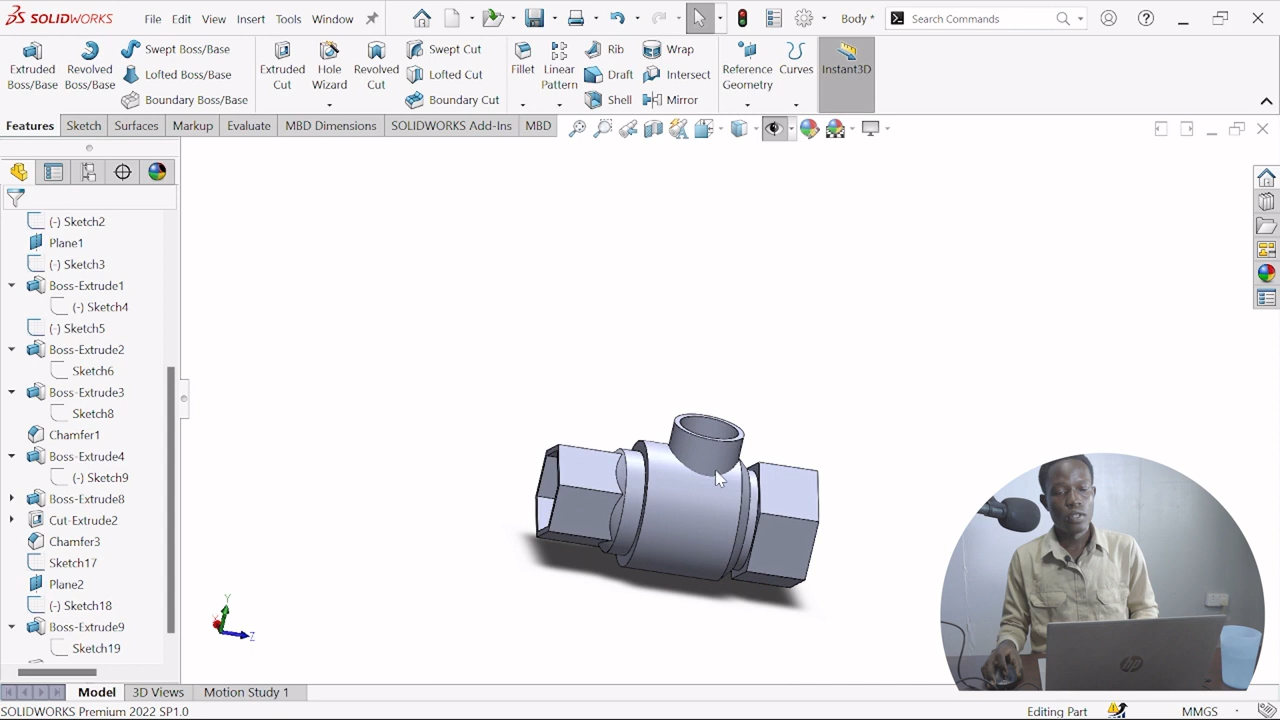 SOLIDWORKS File Edit View Insert Tools Window Body * Search Commands
Extruded Boss/Base
Revolved Boss/Base
Swept Boss/Base
Lofted Boss/Base
Boundary Boss/Base
Extruded Cut
Hole Wizard
Revolved Cut
Swept Cut
Lofted Cut
Boundary Cut
Fillet
Linear Pattern
Rib
Draft
Shell
Wrap
Intersect
Mirror
Reference Geometry
Curves
Instant3D
Features Sketch Surfaces Markup Evaluate MBD Dimensions SOLIDWORKS Add-Ins MBD
(-) Sketch2
Plane1
(-) Sketch3
Boss-Extrude1
(-) Sketch4
(-) Sketch5
Boss-Extrude2
Sketch6
Boss-Extrude3
Sketch8
Chamfer1
Boss-Extrude4
(-) Sketch9
Boss-Extrude8
Cut-Extrude2
Chamfer3
Sketch17
Plane2
(-) Sketch18
Boss-Extrude9
Sketch19
Y
Z
hp
Model 3D Views Motion Study 1
SOLIDWORKS Premium 2022 SP1.0 Editing Part MMGS